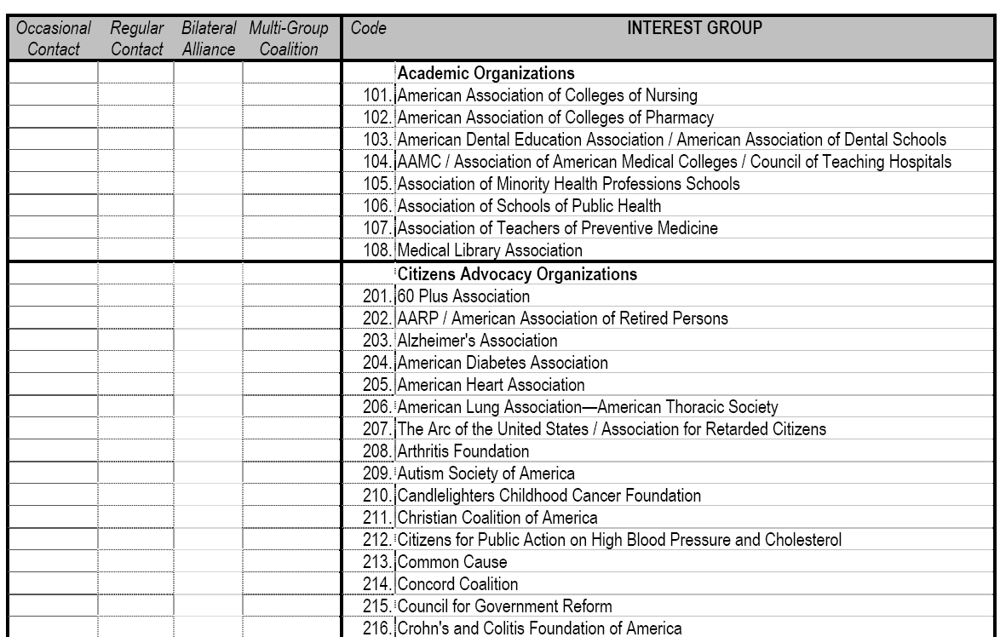 Occasional Contact Regular Contact Bilateral Alliance Multi-Group Coalition Code INTEREST GROUP
Academic Organizations
101. American Association of Colleges of Nursing
102. American Association of Colleges of Pharmacy
103. American Dental Education Association / American Association of Dental Schools
104. AAMC / Association of American Medical Colleges / Council of Teaching Hospitals
105. Association of Minority Health Professions Schools
106. Association of Schools of Public Health
107. Association of Teachers of Preventive Medicine
108. Medical Library Association
Citizens Advocacy Organizations
201. 60 Plus Association
202. AARP / American Association of Retired Persons
203. Alzheimer's Association
204. American Diabetes Association
205. American Heart Association
206. American Lung Association—American Thoracic Society
207. The Arc of the United States / Association for Retarded Citizens
208. Arthritis Foundation
209. Autism Society of America
210. Candlelighters Childhood Cancer Foundation
211. Christian Coalition of America
212. Citizens for Public Action on High Blood Pressure and Cholesterol
213. Common Cause
214. Concord Coalition
215. Council for Government Reform
216. Crohn's and Colitis Foundation of America